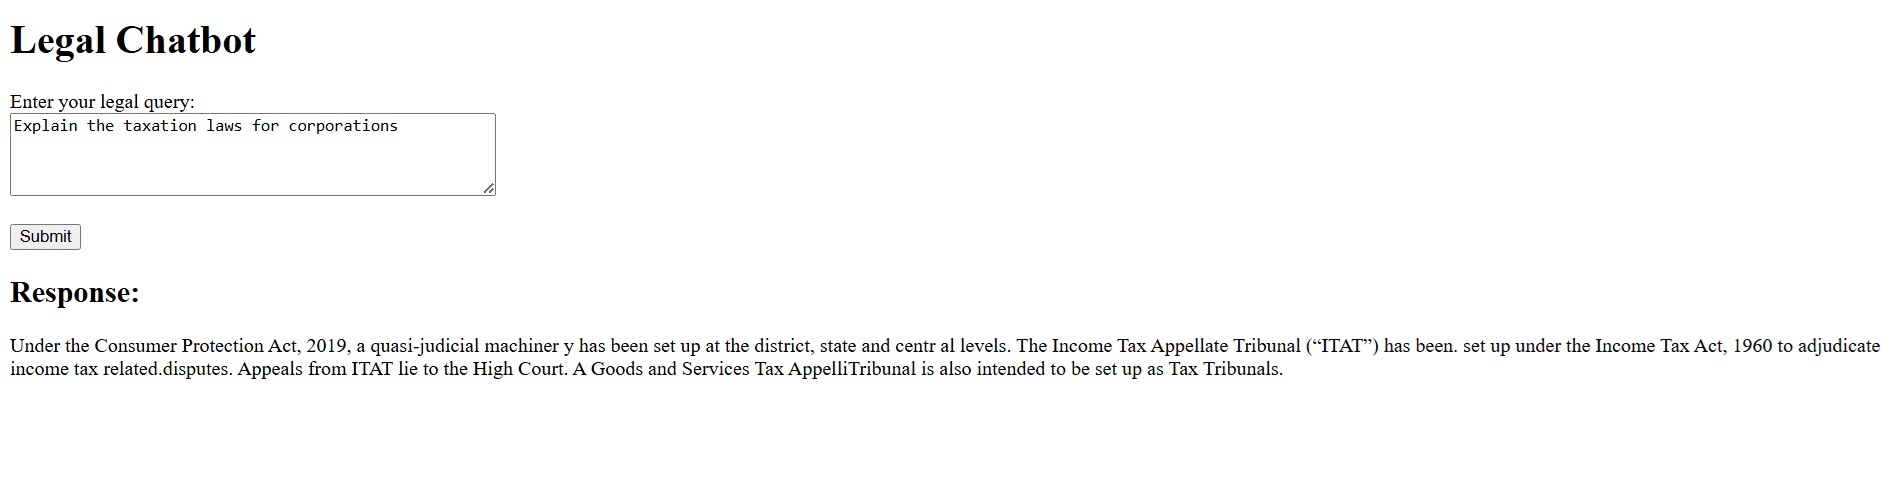 Legal Chatbot
Enter your legal query:
Explain the taxation laws for corporations
Submit
Response:
Under the Consumer Protection Act, 2019, a quasi-judicial machiner y has been set up at the district, state and centr al levels. The Income Tax Appellate Tribunal (“ITAT”) has been. set up under the Income Tax Act, 1960 to adjudicate
income tax related.disputes. Appeals from ITAT lie to the High Court. A Goods and Services Tax AppelliTribunal is also intended to be set up as Tax Tribunals.